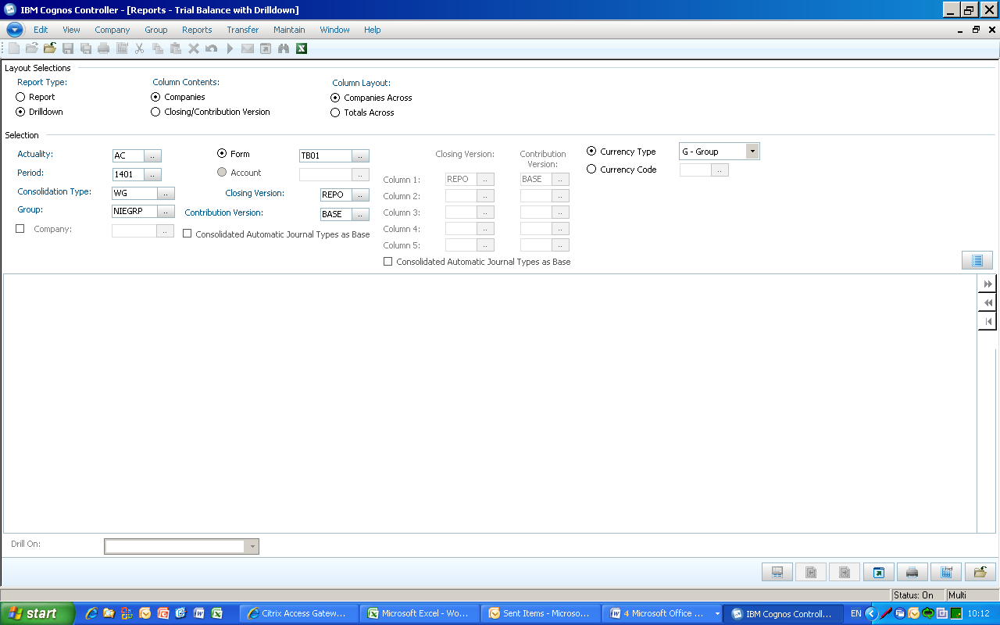 IBM Cognos Controller - [Reports - Trial Balance with Drilldown]
Edit View Company Group Reports Transfer Maintain Window Help
Layout Selections
Report Type: Column Contents: Column Layout:
Report Companies Companies Across
Drilldown Closing/Contribution Version Totals Across
Selection
Actuality: AC .. Form TB01 .. Closing Version: Contribution Version: Currency Type G - Group
Period: 1401 .. Account .. Currency Code ..
Column 1: REPO .. BASE ..
Consolidation Type: WG .. Closing Version: REPO .. Column 2: .. ..
Group: NIEGRP .. Contribution Version: BASE .. Column 3: .. ..
Company: .. Consolidated Automatic Journal Types as Base Column 4: .. ..
Column 5: .. ..
Consolidated Automatic Journal Types as Base
Drill On:
Status: On Multi
start Citrix Access Gatew... Microsoft Excel - Wo... Sent Items - Microso... 4 Microsoft Office ... IBM Cognos Controll... EN 10:12